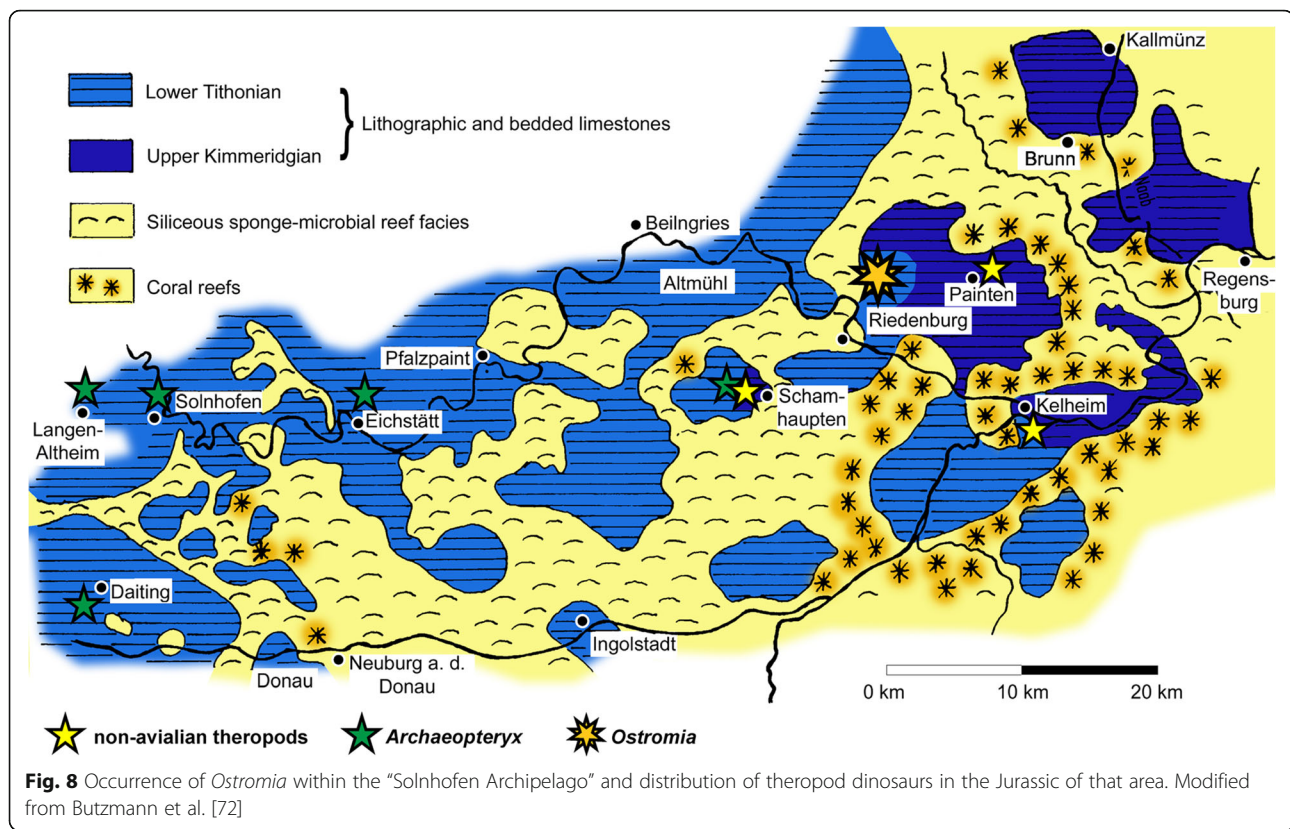 Lower Tithonian
Lithographic and bedded limestones
Upper Kimmeridgian
Siliceous sponge-microbial reef facies
Coral reefs
Kallmünz
Brunn
Naab
Beilngries
Altmühl
Painten
Regens-
burg
Riedenburg
Pfalzpaint
Solnhofen
Eichstätt
Scham-
haupten
Kelheim
Langen-
Altheim
Daiting
Ingolstadt
Neuburg a. d.
Donau
Donau
0 km
10 km
20 km
non-avialian theropods
Archaeopteryx
Ostromia
Fig. 8 Occurrence of Ostromia within the “Solnhofen Archipelago” and distribution of theropod dinosaurs in the Jurassic of that area. Modified
from Butzmann et al. [72]